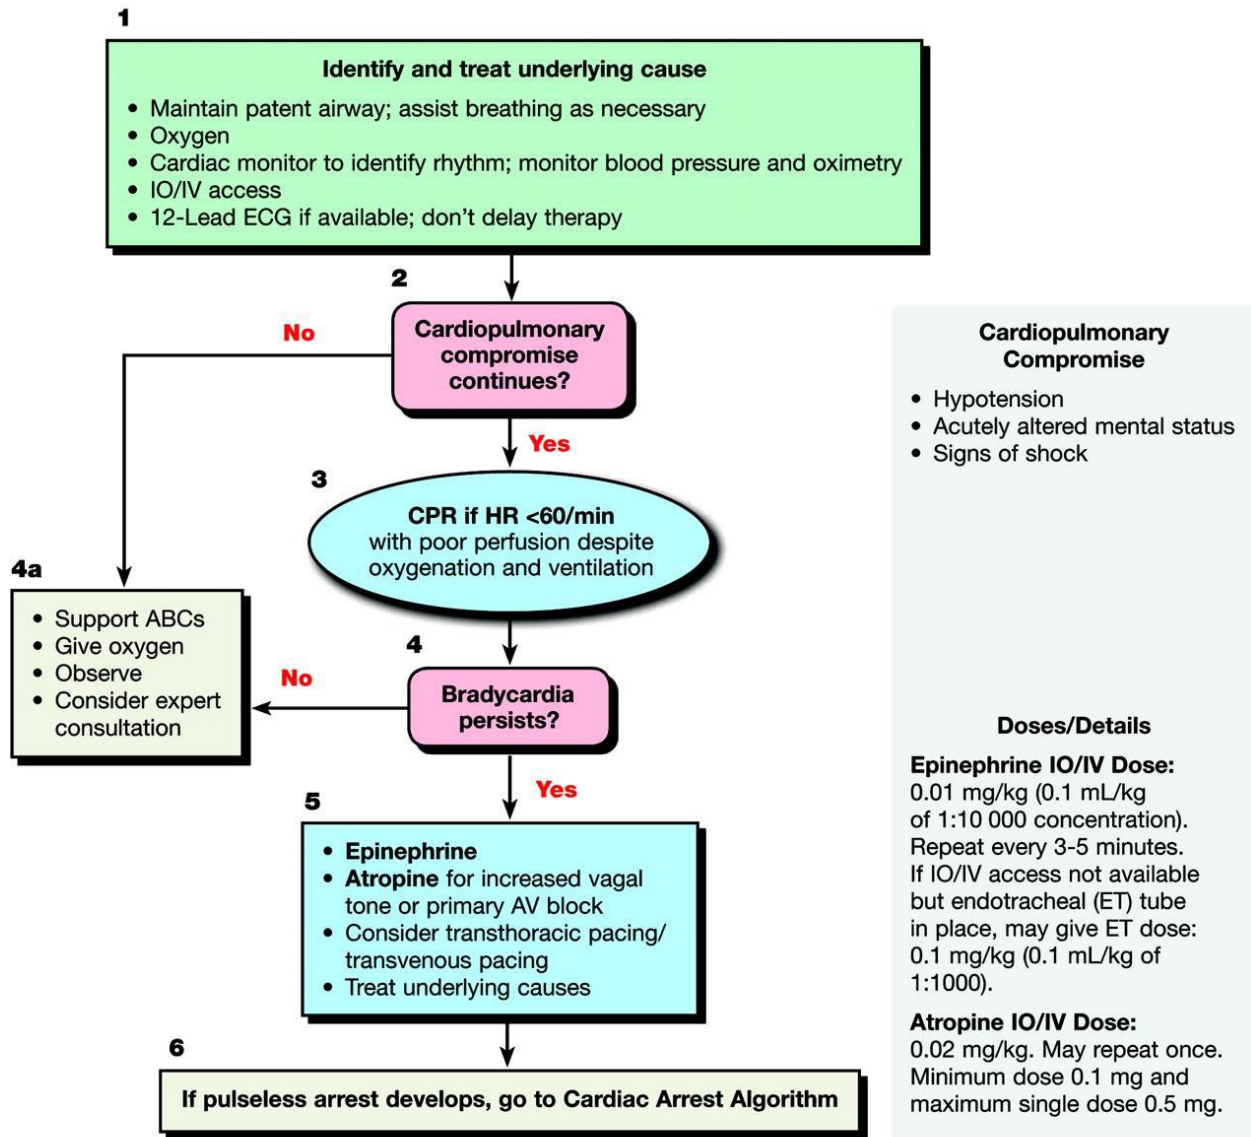 1
Identify and treat underlying cause
• Maintain patent airway; assist breathing as necessary
• Oxygen
• Cardiac monitor to identify rhythm; monitor blood pressure and oximetry
• IO/IV access
• 12-Lead ECG if available; don't delay therapy
2
Cardiopulmonary
compromise
continues?
No
Yes
3
CPR if HR <60/min
with poor perfusion despite
oxygenation and ventilation
4a
• Support ABCs
• Give oxygen
• Observe
• Consider expert
consultation
4
Bradycardia
persists?
No
Yes
5
• Epinephrine
• Atropine for increased vagal
tone or primary AV block
• Consider transthoracic pacing/
transvenous pacing
• Treat underlying causes
6
If pulseless arrest develops, go to Cardiac Arrest Algorithm
Cardiopulmonary
Compromise
• Hypotension
• Acutely altered mental status
• Signs of shock
Doses/Details
Epinephrine IO/IV Dose:
0.01 mg/kg (0.1 mL/kg
of 1:10 000 concentration).
Repeat every 3-5 minutes.
If IO/IV access not available
but endotracheal (ET) tube
in place, may give ET dose:
0.1 mg/kg (0.1 mL/kg of
1:1000).
Atropine IO/IV Dose:
0.02 mg/kg. May repeat once.
Minimum dose 0.1 mg and
maximum single dose 0.5 mg.